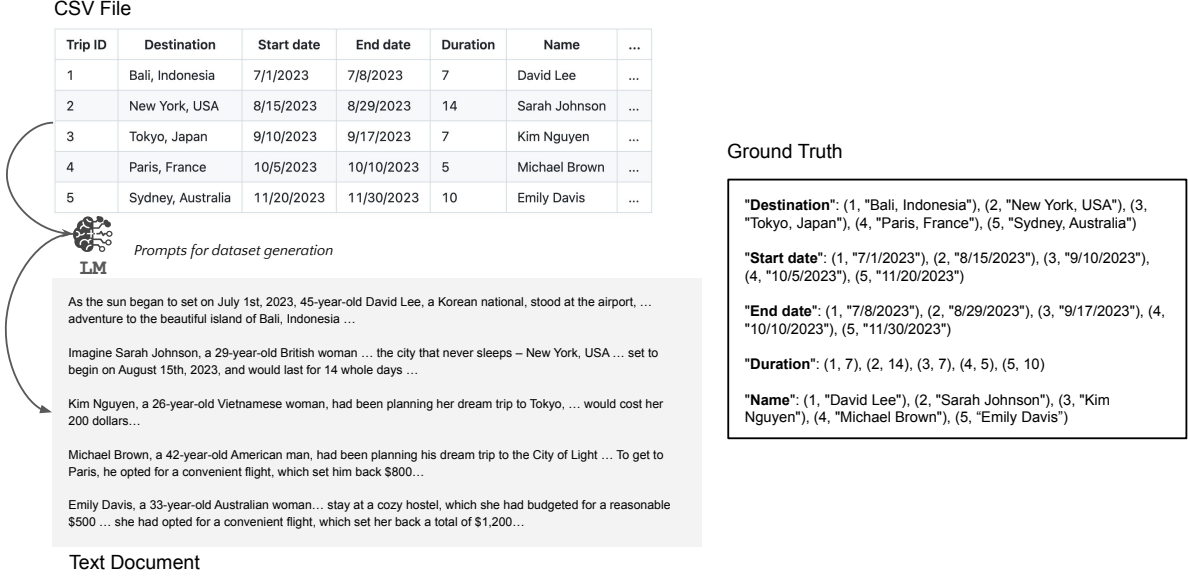 CSV File
Trip ID Destination Start date End date Duration Name ...
1 Bali, Indonesia 7/1/2023 7/8/2023 7 David Lee ...
2 New York, USA 8/15/2023 8/29/2023 14 Sarah Johnson ...
3 Tokyo, Japan 9/10/2023 9/17/2023 7 Kim Nguyen ...
4 Paris, France 10/5/2023 10/10/2023 5 Michael Brown ...
5 Sydney, Australia 11/20/2023 11/30/2023 10 Emily Davis ...
LM
Prompts for dataset generation
As the sun began to set on July 1st, 2023, 45-year-old David Lee, a Korean national, stood at the airport, …
adventure to the beautiful island of Bali, Indonesia …
Imagine Sarah Johnson, a 29-year-old British woman … the city that never sleeps – New York, USA … set to
begin on August 15th, 2023, and would last for 14 whole days …
Kim Nguyen, a 26-year-old Vietnamese woman, had been planning her dream trip to Tokyo, … would cost her
200 dollars…
Michael Brown, a 42-year-old American man, had been planning his dream trip to the City of Light … To get to
Paris, he opted for a convenient flight, which set him back $800…
Emily Davis, a 33-year-old Australian woman… stay at a cozy hostel, which she had budgeted for a reasonable
$500 … she had opted for a convenient flight, which set her back a total of $1,200…
Text Document
Ground Truth
"Destination": (1, "Bali, Indonesia"), (2, "New York, USA"), (3,
"Tokyo, Japan"), (4, "Paris, France"), (5, "Sydney, Australia")
"Start date": (1, "7/1/2023"), (2, "8/15/2023"), (3, "9/10/2023"),
(4, "10/5/2023"), (5, "11/20/2023")
"End date": (1, "7/8/2023"), (2, "8/29/2023"), (3, "9/17/2023"), (4,
"10/10/2023"), (5, "11/30/2023")
"Duration": (1, 7), (2, 14), (3, 7), (4, 5), (5, 10)
"Name": (1, "David Lee"), (2, "Sarah Johnson"), (3, "Kim
Nguyen"), (4, "Michael Brown"), (5, “Emily Davis”)